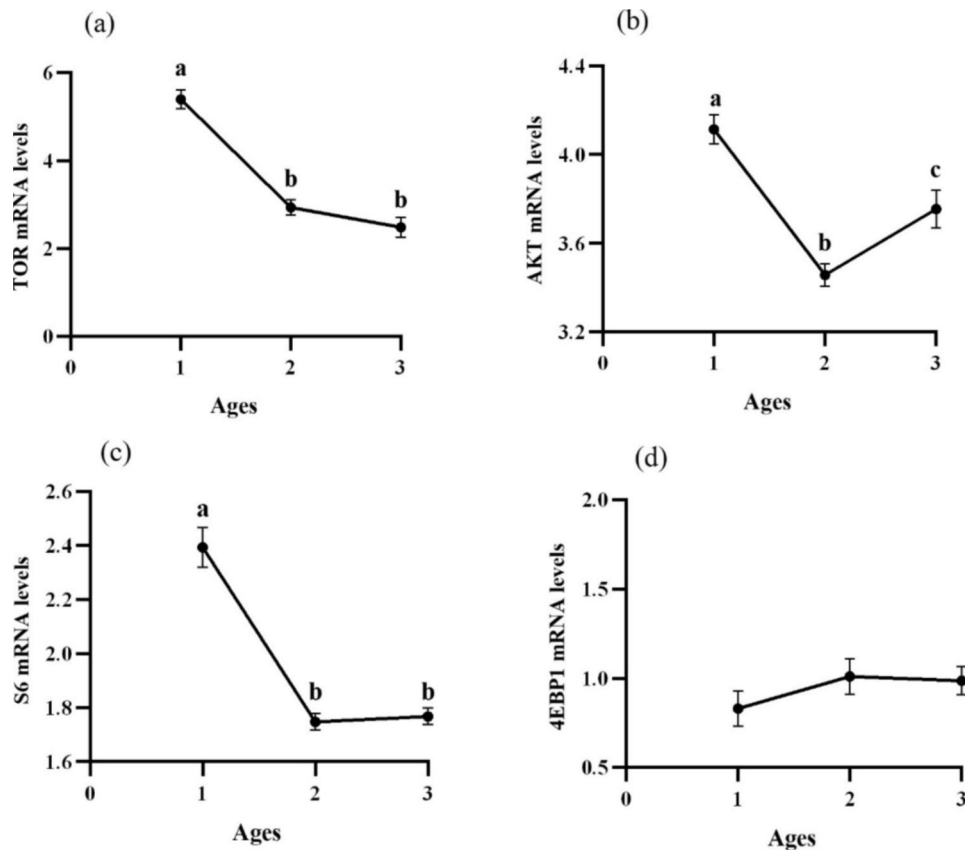 (a)
a
b
b
6
4
2
0
TOR mRNA levels
0 1 2 3
Ages
(b)
a
b
c
4.4
4.0
3.6
3.2
AKT mRNA levels
0 1 2 3
Ages
(c)
a
b
b
2.6
2.4
2.2
2.0
1.8
1.6
S6 mRNA levels
0 1 2 3
Ages
(d)
2.0
1.5
1.0
0.5
4EBP1 mRNA levels
0 1 2 3
Ages